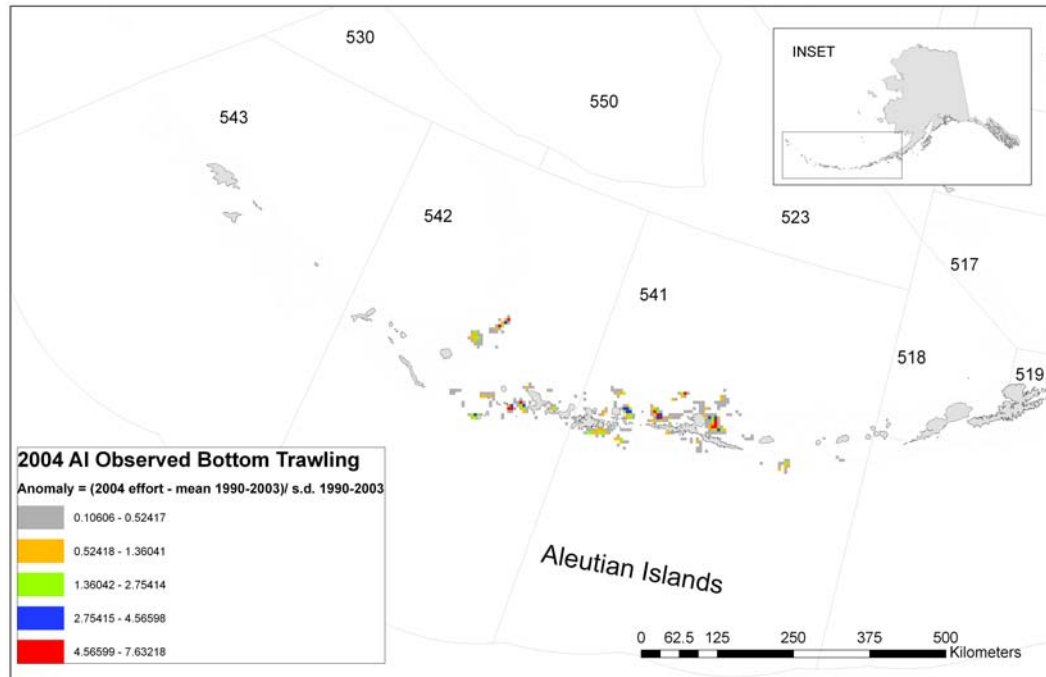 530
INSET
550
543
542
523
517
541
518
519
2004 AI Observed Bottom Trawling
Anomaly = (2004 effort - mean 1990-2003)/ s.d. 1990-2003
0.10606 - 0.52417
0.52418 - 1.36041
1.36042 - 2.75414
2.75415 - 4.56598
4.56599 - 7.63218
Aleutian Islands
0 62.5 125 250 375 500
Kilometers